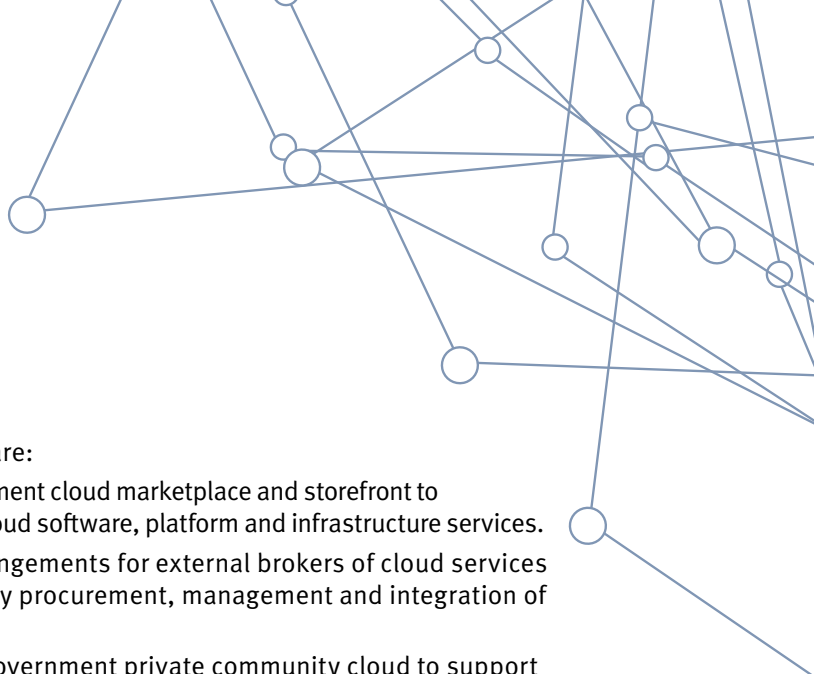 are:
ment cloud marketplace and storefront to
oud software, platform and infrastructure services.
ngements for external brokers of cloud services
y procurement, management and integration of
overnment private community cloud to support